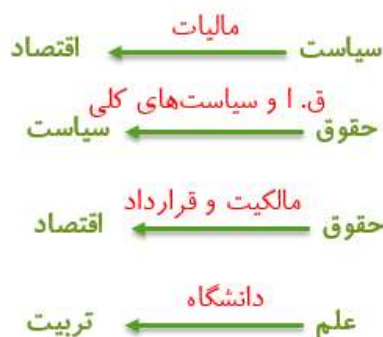 مالیات
سیاست اقتصاد
ق. ا و سیاست‌های کلی
حقوق سیاست
مالکیت و قرارداد
حقوق اقتصاد
دانشگاه
علم تربیت